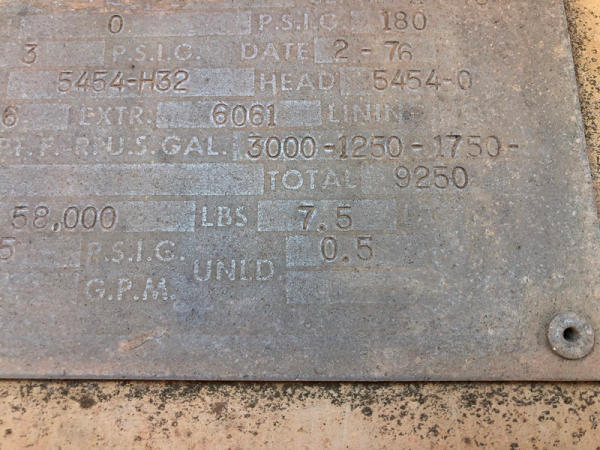 0 P.S.I.G. 180
3 P.S.I.G. DATE 2-76
5454-H32 HEAD 5454-0
6 EXTR. 6061
U.S. GAL. 3000-1250-1750-
TOTAL 9250
58,000 LBS 7.5
5 P.S.I.G. UNLD 0.5
G.P.M.